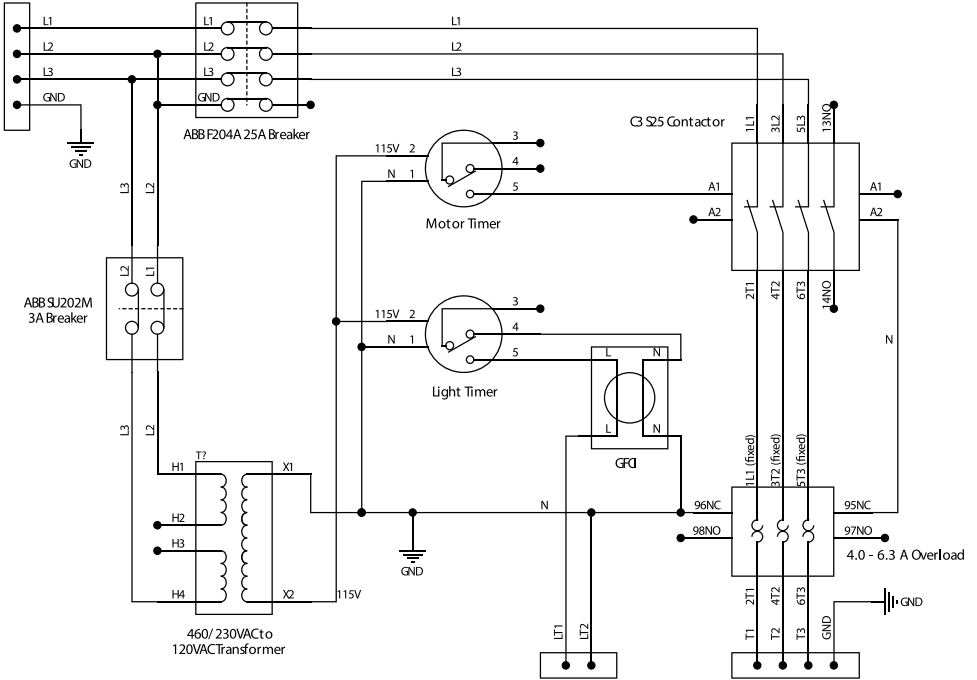 L1 L1 L1
L2 L2 L2
L3 L3 L3
GND GND
ABB F204A 25A Breaker
GND
C3 S25 Contactor
1L1 3L2 5L3 13NO
115V 2 3
N 1 4
5
Motor Timer
A1 A1
A2 A2
L3 L2
L2 L1
ABB SU202M
3A Breaker
2T1 4T2 6T3 14NO
115V 2 3
N 1 4
5
Light Timer
L N
L N
GFCI
N
L3 L2
T?
H1 X1
H2
H3
H4 X2 115V
460/230VAC to
120VAC Transformer
N
GND
1L1 (fixed) 3T2 (fixed) 5T3 (fixed)
96NC 95NC
98NO 97NO
4.0 - 6.3 A Overload
2T1 4T2 6T3
GND
LT1 LT2
T1 T2 T3 GND